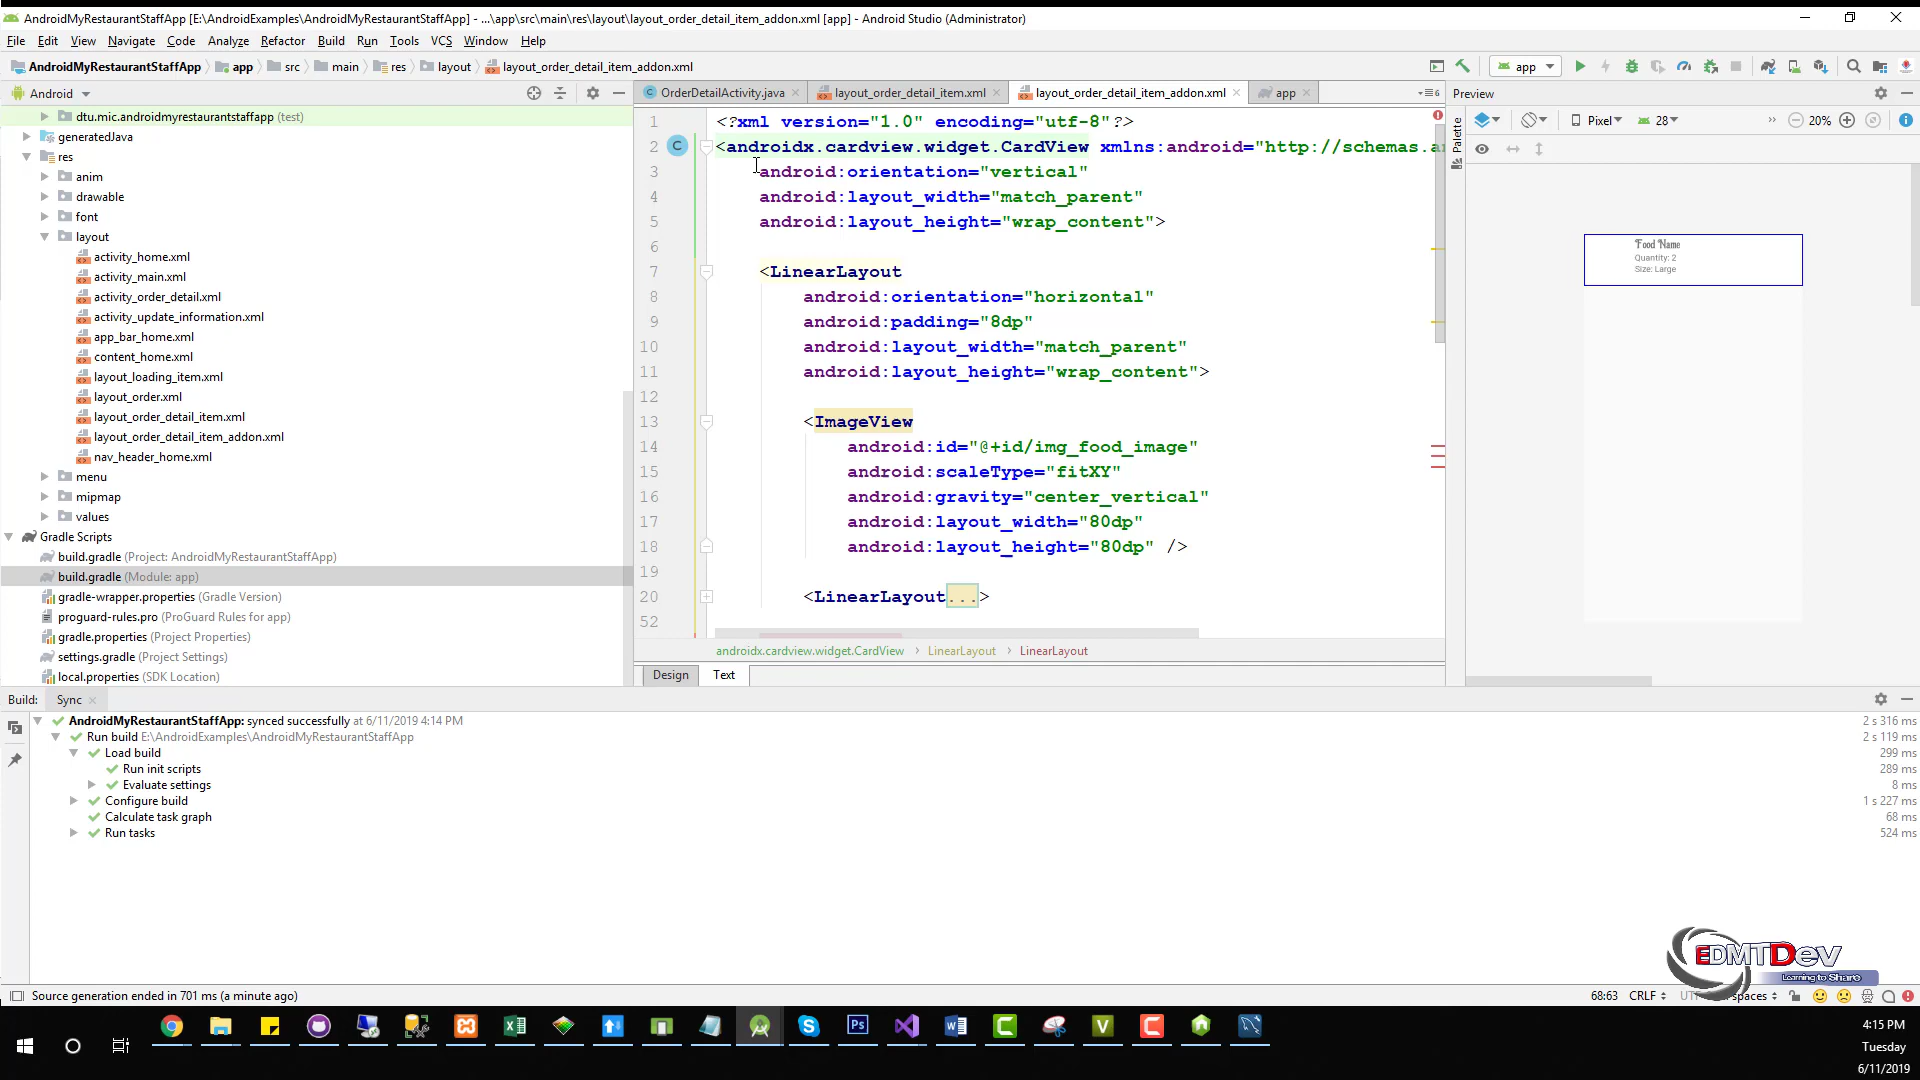 AndroidMyRestaurantStaffApp [E:\AndroidExamples\AndroidMyRestaurantStaffApp] - ...\app\src\main\res\layout\layout_order_detail_item_addon.xml [app] - Android Studio (Administrator)
File Edit View Navigate Code Analyze Refactor Build Run Tools VCS Window Help
AndroidMyRestaurantStaffApp app src main res layout layout_order_detail_item_addon.xml app
Android
OrderDetailActivity.java layout_order_detail_item.xml layout_order_detail_item_addon.xml app
6
Preview
dtu.mic.androidmyrestaurantstaffapp (test)
generatedJava
res
anim
drawable
font
layout
activity_home.xml
activity_main.xml
activity_order_detail.xml
activity_update_information.xml
app_bar_home.xml
content_home.xml
layout_loading_item.xml
layout_order.xml
layout_order_detail_item.xml
layout_order_detail_item_addon.xml
nav_header_home.xml
menu
mipmap
values
Gradle Scripts
build.gradle (Project: AndroidMyRestaurantStaffApp)
build.gradle (Module: app)
gradle-wrapper.properties (Gradle Version)
proguard-rules.pro (ProGuard Rules for app)
gradle.properties (Project Properties)
settings.gradle (Project Settings)
local.properties (SDK Location)
1 <?xml version="1.0" encoding="utf-8"?>
2 C <androidx.cardview.widget.CardView xmlns:android="http://schemas.a
3 android:orientation="vertical"
4 android:layout_width="match_parent"
5 android:layout_height="wrap_content">
6
7 <LinearLayout
8 android:orientation="horizontal"
9 android:padding="8dp"
10 android:layout_width="match_parent"
11 android:layout_height="wrap_content">
12
13 <ImageView
14 android:id="@+id/img_food_image"
15 android:scaleType="fitXY"
16 android:gravity="center_vertical"
17 android:layout_width="80dp"
18 android:layout_height="80dp" />
19
20 <LinearLayout...>
52
androidx.cardview.widget.CardView › LinearLayout › LinearLayout
Design Text
Palette
Pixel 28 » 20%
Food Name
Quantity: 2
Size: Large
Build: Sync
AndroidMyRestaurantStaffApp: synced successfully at 6/11/2019 4:14 PM 2 s 316 ms
Run build E:\AndroidExamples\AndroidMyRestaurantStaffApp 2 s 119 ms
Load build 299 ms
Run init scripts 289 ms
Evaluate settings 8 ms
Configure build 1 s 227 ms
Calculate task graph 68 ms
Run tasks 524 ms
EDMTDev
Learning to Share
Source generation ended in 701 ms (a minute ago) 68:63 CRLF spaces
4:15 PM
Tuesday
6/11/2019